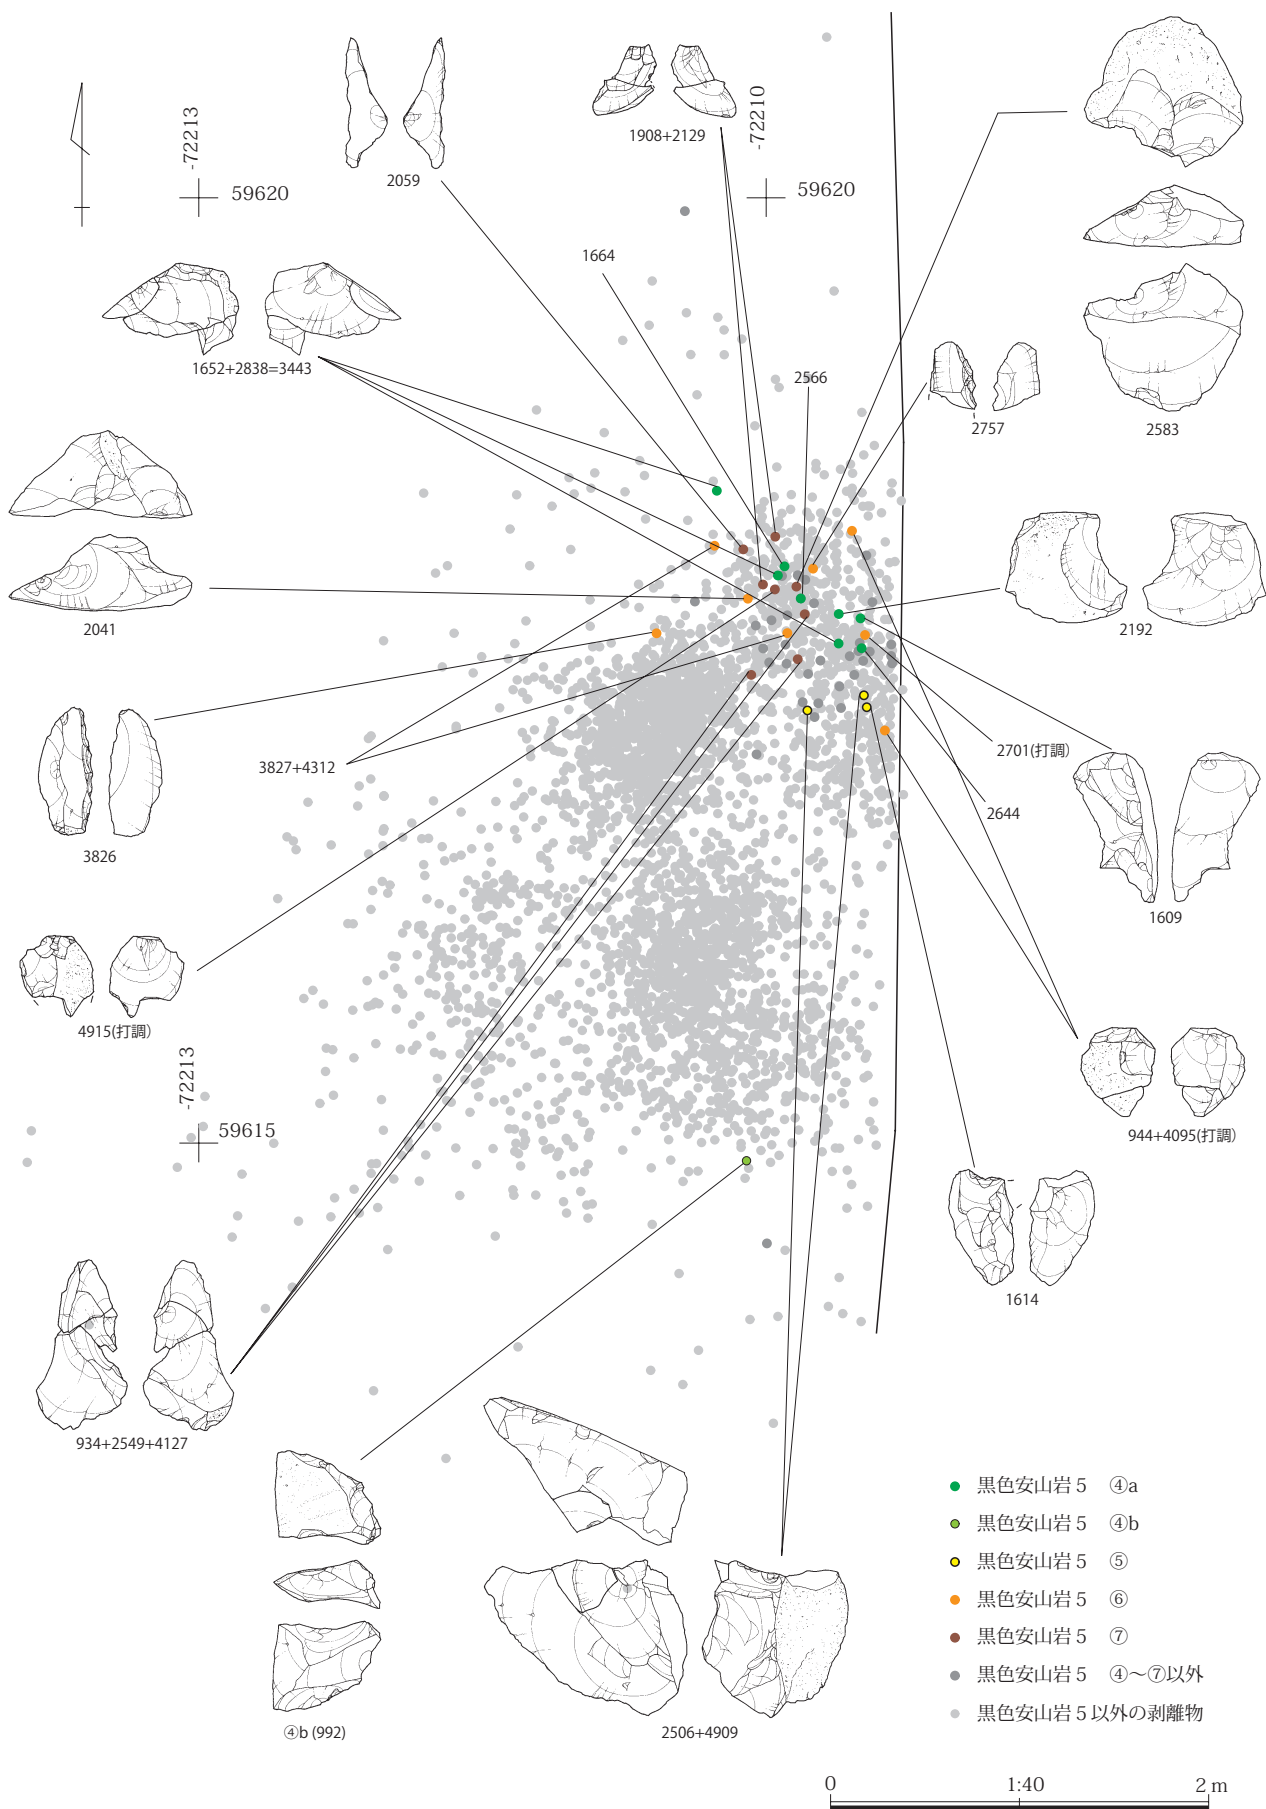 -72213
59620
2059
1908+2129
-72210
59620
1664
1652+2838=3443
2566
2757
2583
2041
2192
3827+4312
2701(打調)
3826
2644
1609
4915(打調)
-72213
59615
944+4095(打調)
1614
934+2549+4127
④b (992)
2506+4909
黒色安山岩5 ④a
黒色安山岩5 ④b
黒色安山岩5 ⑤
黒色安山岩5 ⑥
黒色安山岩5 ⑦
黒色安山岩5 ④～⑦以外
黒色安山岩5以外の剥離物
0 1:40 2 m